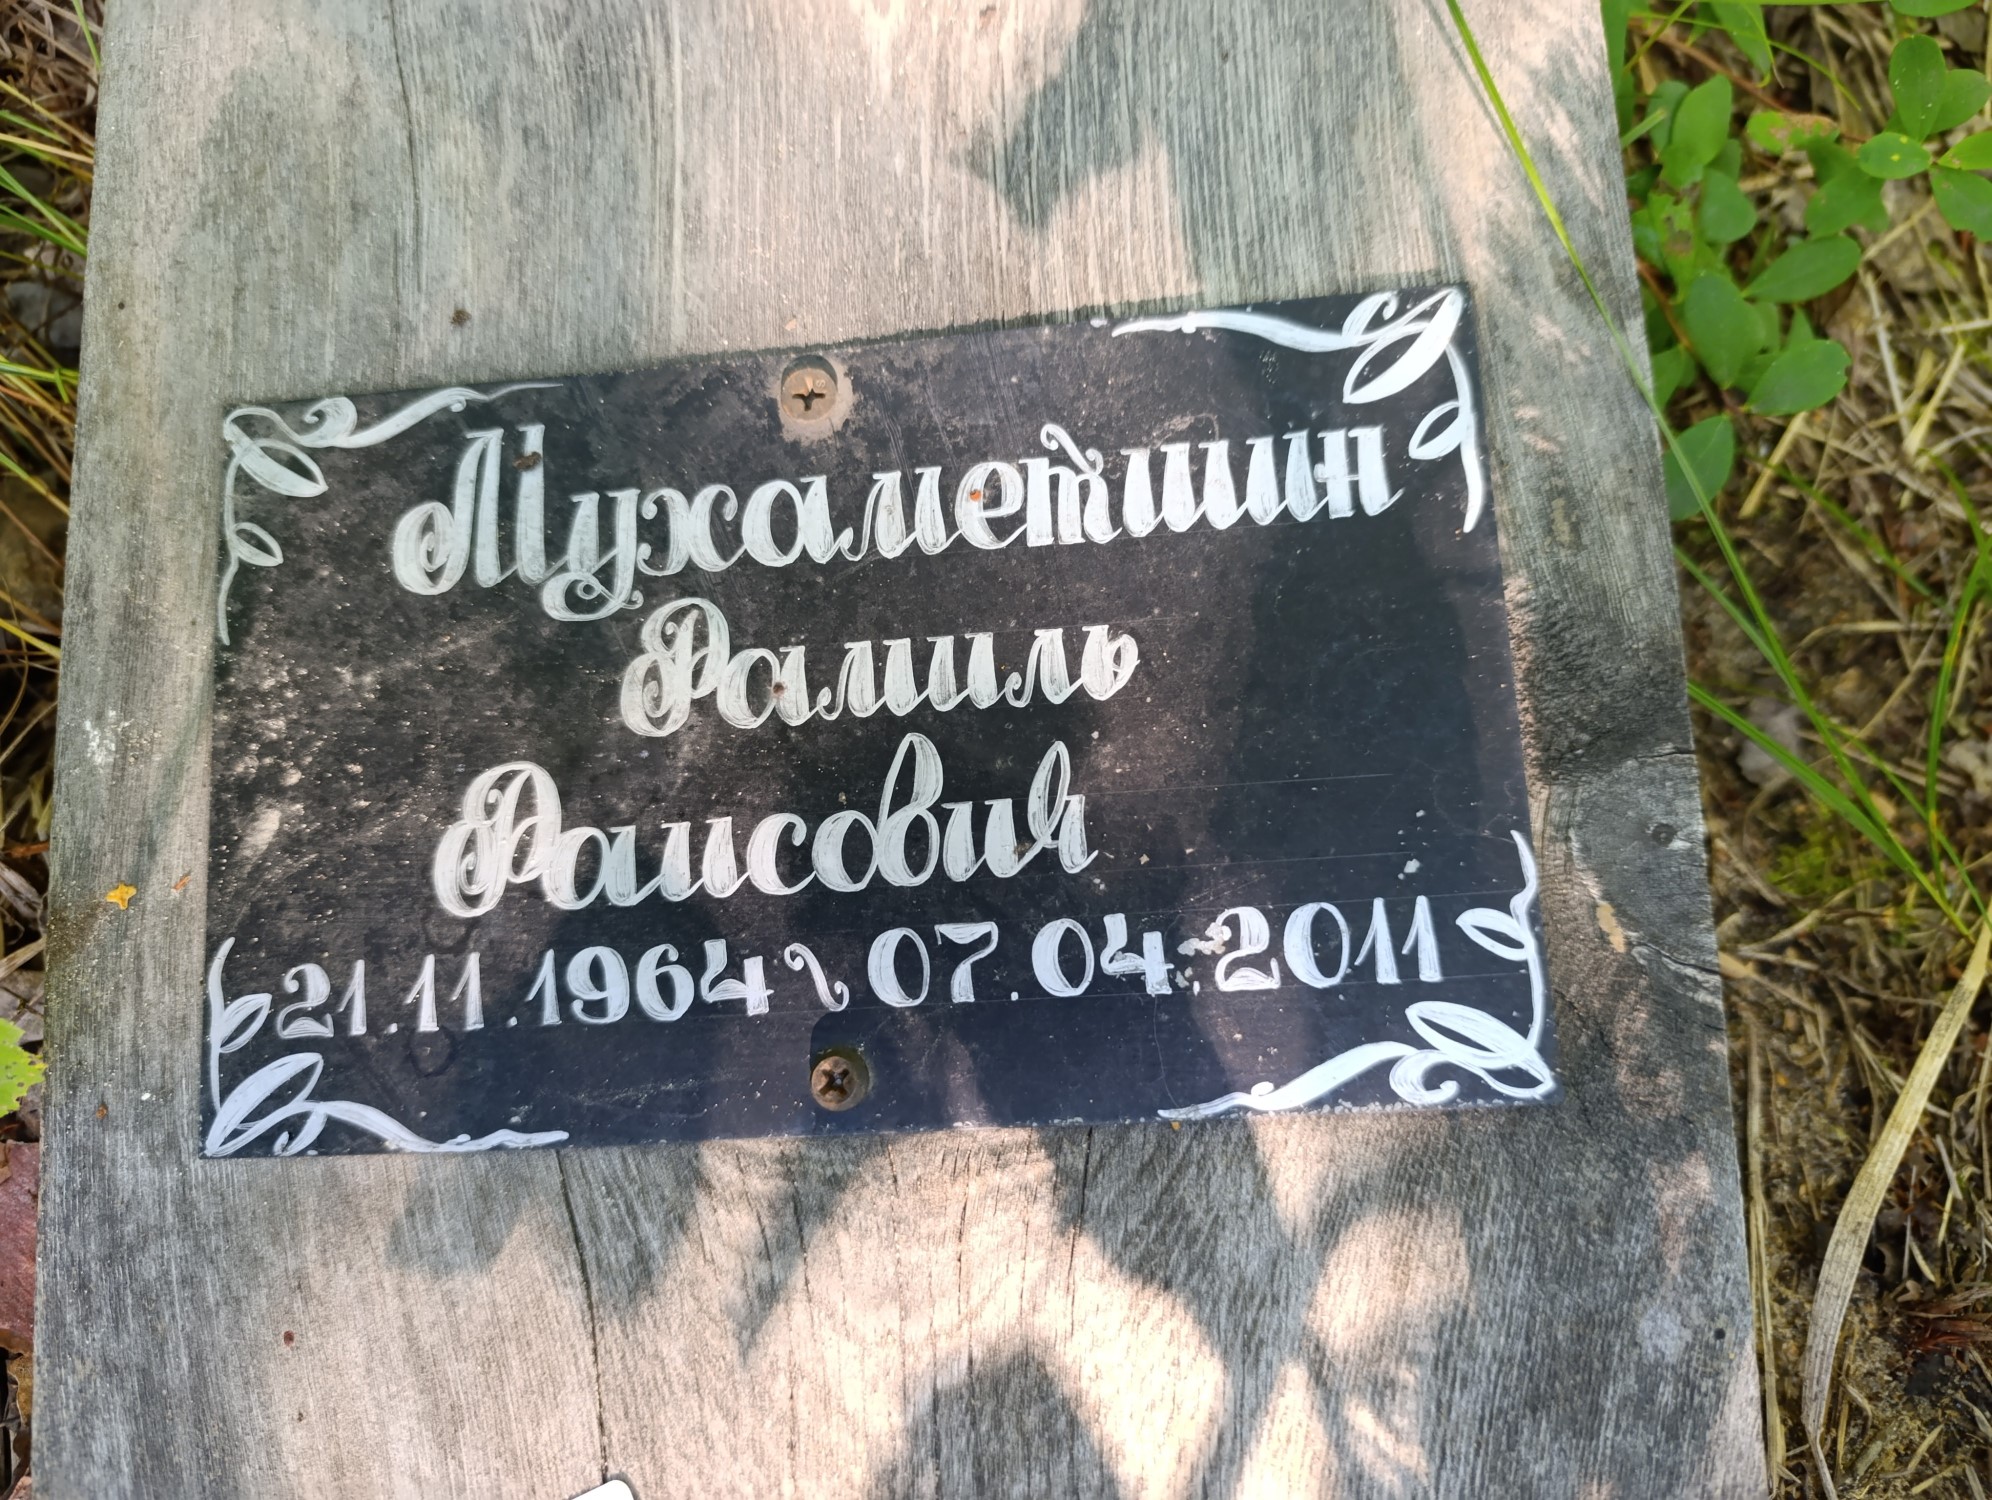 Мухаметшин
Рамиль
Раисович
21.11.1964 ~ 07.04.2011